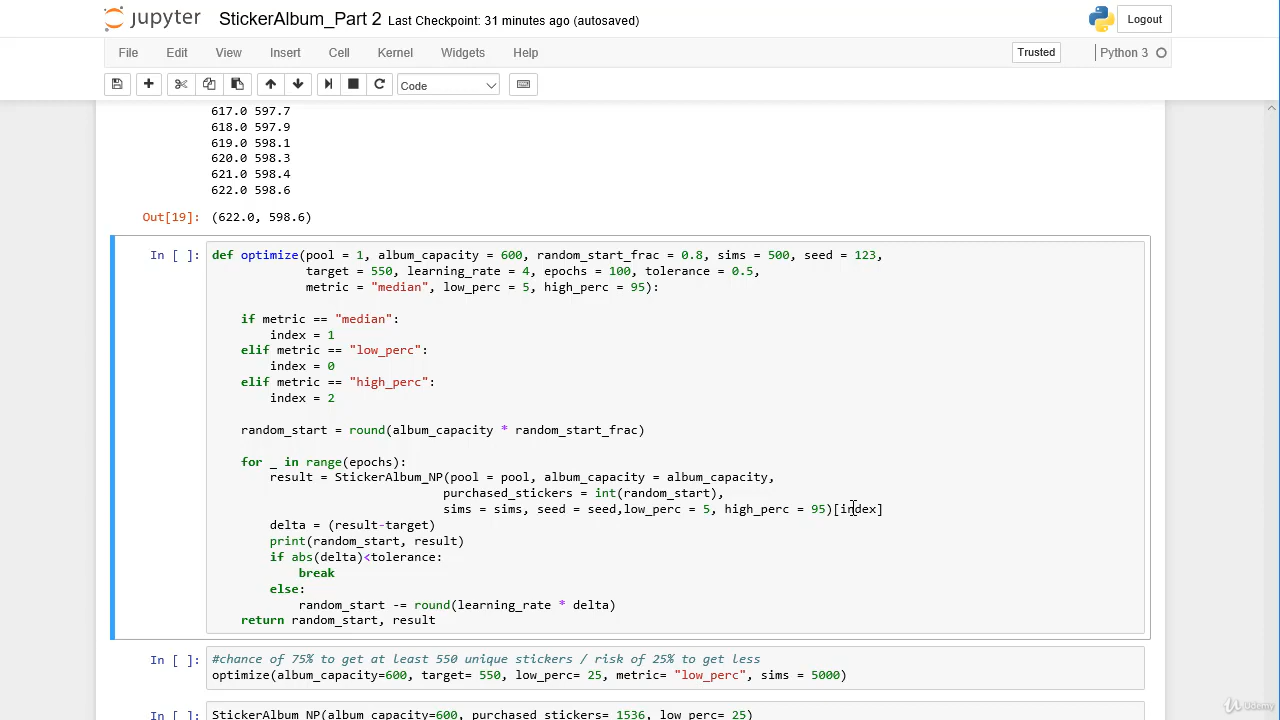 jupyter StickerAlbum_Part 2 Last Checkpoint: 31 minutes ago (autosaved) Logout
File Edit View Insert Cell Kernel Widgets Help Trusted Python 3
Code
617.0 597.7
618.0 597.9
619.0 598.1
620.0 598.3
621.0 598.4
622.0 598.6
Out[19]: (622.0, 598.6)
In [ ]: def optimize(pool = 1, album_capacity = 600, random_start_frac = 0.8, sims = 500, seed = 123,
target = 550, learning_rate = 4, epochs = 100, tolerance = 0.5,
metric = "median", low_perc = 5, high_perc = 95):
if metric == "median":
index = 1
elif metric == "low_perc":
index = 0
elif metric == "high_perc":
index = 2
random_start = round(album_capacity * random_start_frac)
for _ in range(epochs):
result = StickerAlbum_NP(pool = pool, album_capacity = album_capacity,
purchased_stickers = int(random_start),
sims = sims, seed = seed,low_perc = 5, high_perc = 95)[index]
delta = (result-target)
print(random_start, result)
if abs(delta)<tolerance:
break
else:
random_start -= round(learning_rate * delta)
return random_start, result
In [ ]: #chance of 75% to get at least 550 unique stickers / risk of 25% to get less
optimize(album_capacity=600, target= 550, low_perc= 25, metric= "low_perc", sims = 5000)
In [ ]: StickerAlbum_NP(album_capacity=600, purchased_stickers= 1536, low_perc= 25)
Udemy